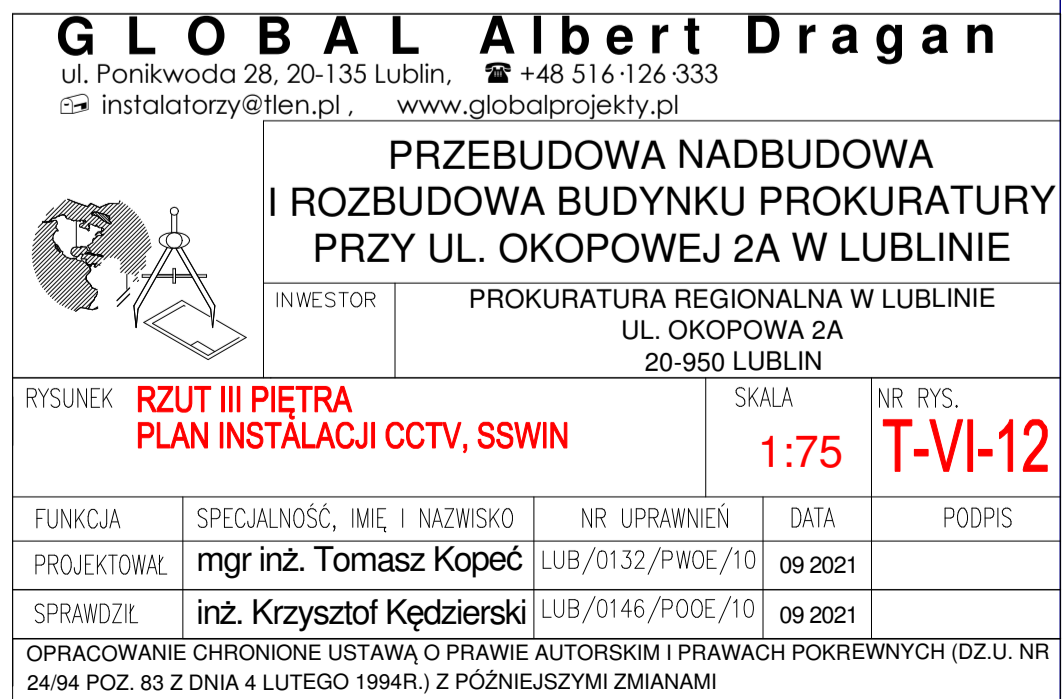 GLOBAL Albert Dragan
ul. Ponikwoda 28, 20-135 Lublin, ☎ +48 516·126·333
instalatorzy@tlen.pl , www.globalprojekty.pl
PRZEBUDOWA NADBUDOWA
I ROZBUDOWA BUDYNKU PROKURATURY
PRZY UL. OKOPOWEJ 2A W LUBLINIE
INWESTOR
PROKURATURA REGIONALNA W LUBLINIE
UL. OKOPOWA 2A
20-950 LUBLIN
RYSUNEK RZUT III PIĘTRA
PLAN INSTALACJI CCTV, SSWIN
SKALA
1:75
NR RYS.
T-VI-12
FUNKCJA SPECJALNOŚĆ, IMIĘ I NAZWISKO NR UPRAWNIEŃ DATA PODPIS
PROJEKTOWAŁ mgr inż. Tomasz Kopeć LUB/0132/PWOE/10 09 2021
SPRAWDZIŁ inż. Krzysztof Kędzierski LUB/0146/POOE/10 09 2021
OPRACOWANIE CHRONIONE USTAWĄ O PRAWIE AUTORSKIM I PRAWACH POKREWNYCH (DZ.U. NR
24/94 POZ. 83 Z DNIA 4 LUTEGO 1994R.) Z PÓŹNIEJSZYMI ZMIANAMI